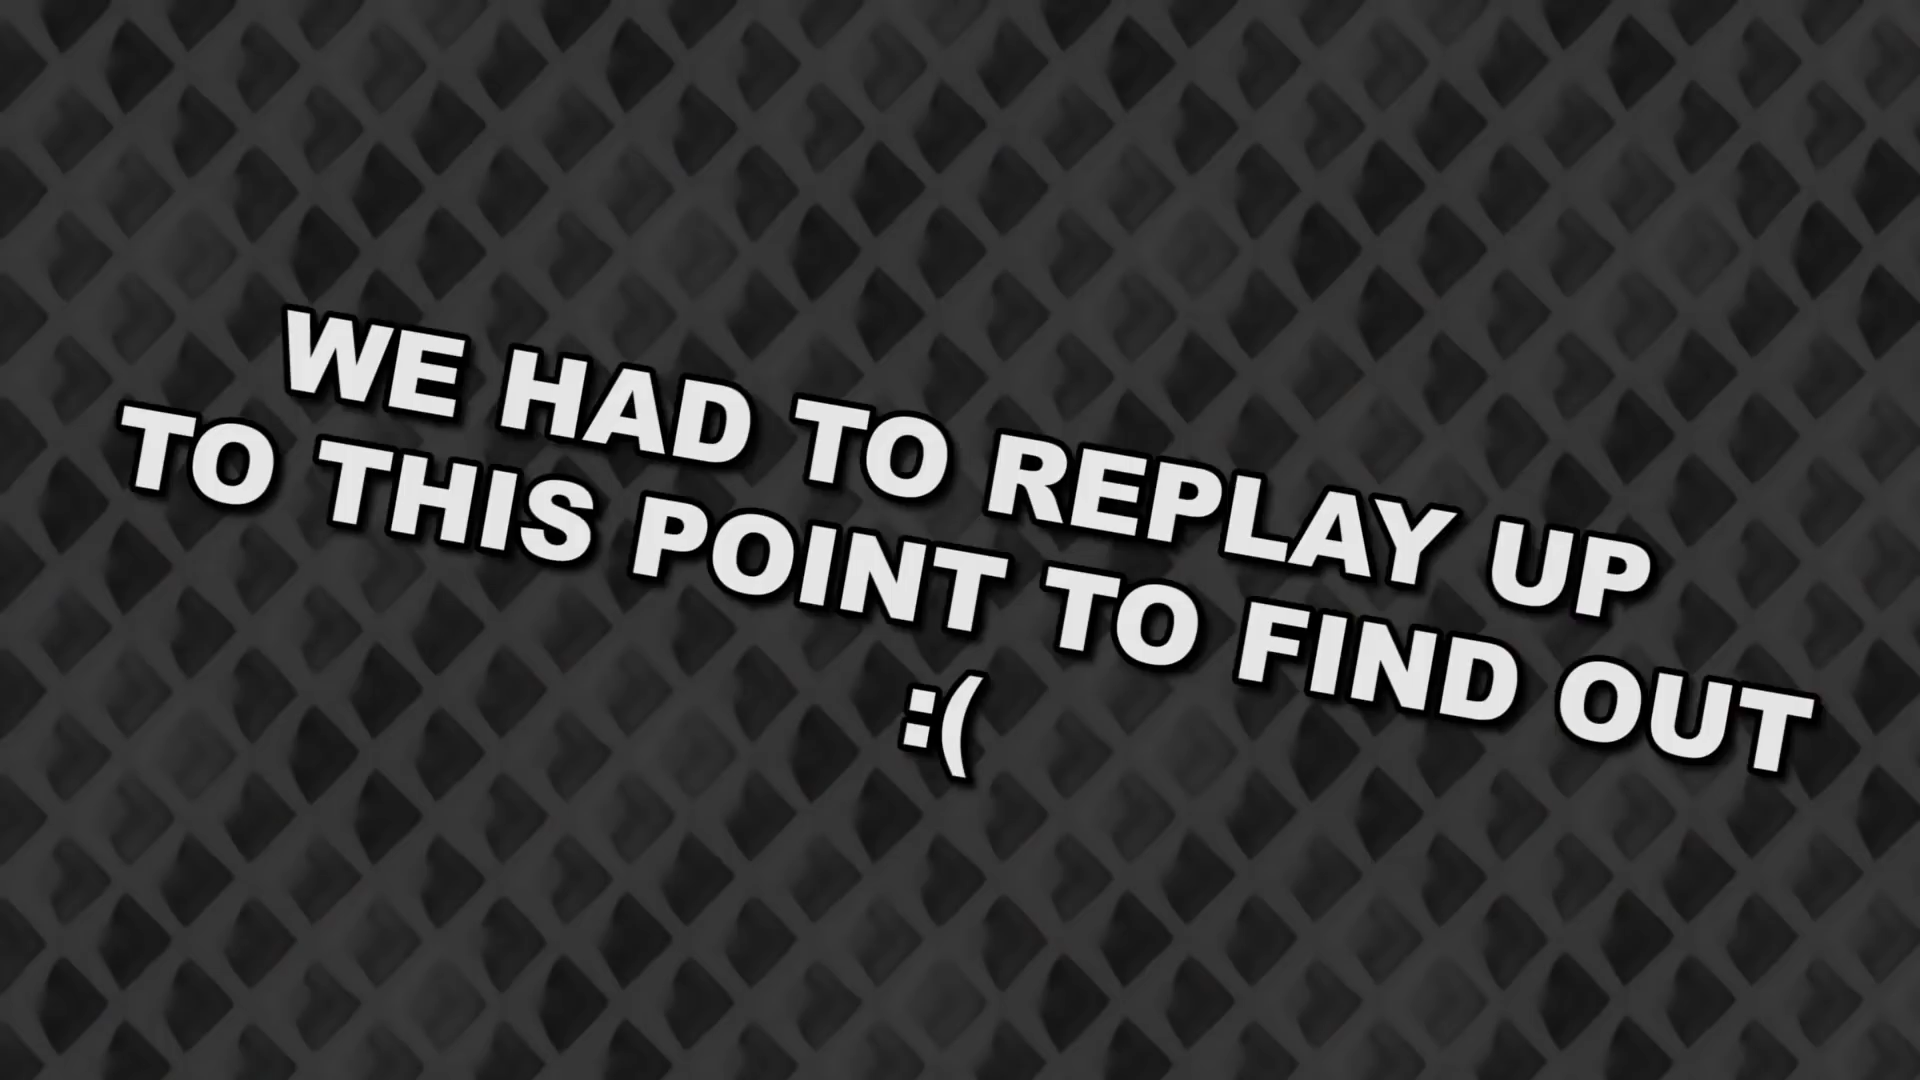 WE HAD TO REPLAY UP
TO THIS POINT TO FIND OUT
:(